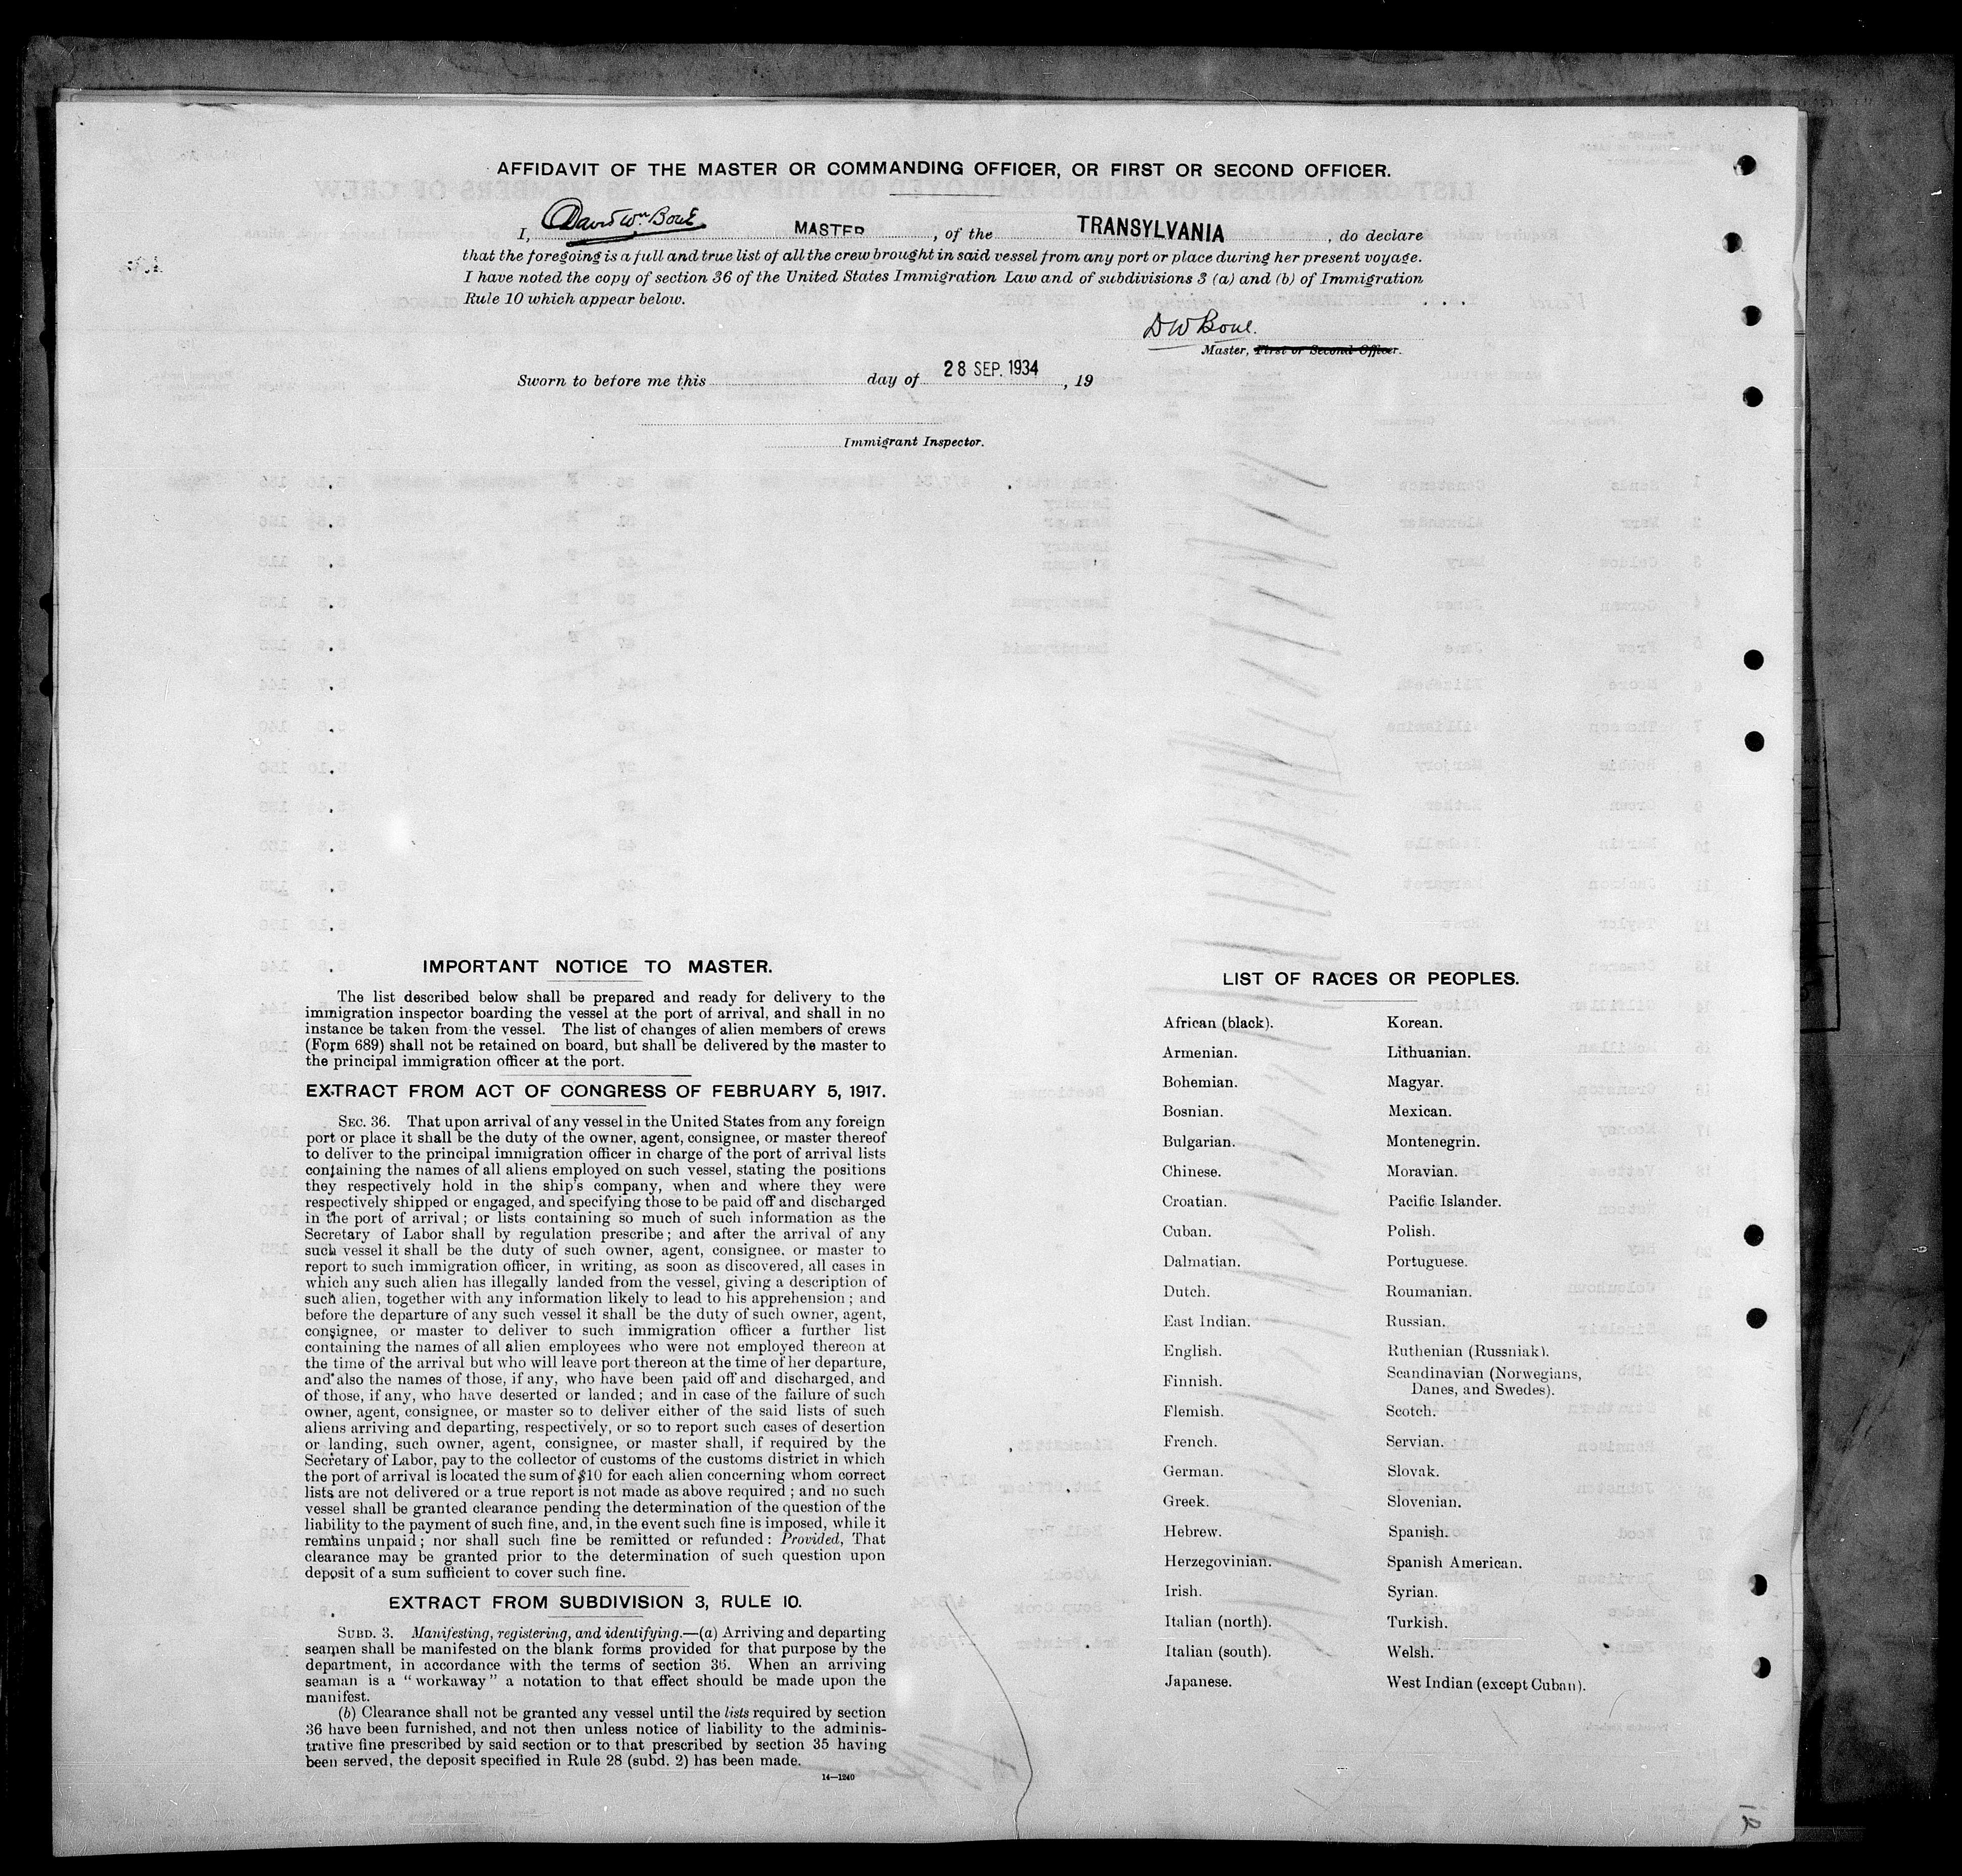 AFFIDAVIT OF THE MASTER OR COMMANDING OFFICER, OR FIRST OR SECOND OFFICER.
I, David Wm Bone MASTER, of the TRANSYLVANIA, do declare
that the foregoing is a full and true list of all the crew brought in said vessel from any port or place during her present voyage.
I have noted the copy of section 36 of the United States Immigration Law and of subdivisions 3 (a) and (b) of Immigration
Rule 10 which appear below.
DW Bone.
Master, First or Second Officer.
Sworn to before me this day of 28 SEP. 1934, 19
Immigrant Inspector.
IMPORTANT NOTICE TO MASTER.
The list described below shall be prepared and ready for delivery to the
immigration inspector boarding the vessel at the port of arrival, and shall in no
instance be taken from the vessel. The list of changes of alien members of crews
(Form 689) shall not be retained on board, but shall be delivered by the master to
the principal immigration officer at the port.
EXTRACT FROM ACT OF CONGRESS OF FEBRUARY 5, 1917.
SEC. 36. That upon arrival of any vessel in the United States from any foreign
port or place it shall be the duty of the owner, agent, consignee, or master thereof
to deliver to the principal immigration officer in charge of the port of arrival lists
containing the names of all aliens employed on such vessel, stating the positions
they respectively hold in the ship's company, when and where they were
respectively shipped or engaged, and specifying those to be paid off and discharged
in the port of arrival; or lists containing so much of such information as the
Secretary of Labor shall by regulation prescribe; and after the arrival of any
such vessel it shall be the duty of such owner, agent, consignee, or master to
report to such immigration officer, in writing, as soon as discovered, all cases in
which any such alien has illegally landed from the vessel, giving a description of
such alien, together with any information likely to lead to his apprehension; and
before the departure of any such vessel it shall be the duty of such owner, agent,
consignee, or master to deliver to such immigration officer a further list
containing the names of all alien employees who were not employed thereon at
the time of the arrival but who will leave port thereon at the time of her departure,
and also the names of those, if any, who have been paid off and discharged, and
of those, if any, who have deserted or landed; and in case of the failure of such
owner, agent, consignee, or master so to deliver either of the said lists of such
aliens arriving and departing, respectively, or so to report such cases of desertion
or landing, such owner, agent, consignee, or master shall, if required by the
Secretary of Labor, pay to the collector of customs of the customs district in which
the port of arrival is located the sum of $10 for each alien concerning whom correct
lists are not delivered or a true report is not made as above required; and no such
vessel shall be granted clearance pending the determination of the question of the
liability to the payment of such fine, and, in the event such fine is imposed, while it
remains unpaid; nor shall such fine be remitted or refunded: Provided, That
clearance may be granted prior to the determination of such question upon
deposit of a sum sufficient to cover such fine.
EXTRACT FROM SUBDIVISION 3, RULE 10.
SUBD. 3. Manifesting, registering, and identifying.—(a) Arriving and departing
seamen shall be manifested on the blank forms provided for that purpose by the
department, in accordance with the terms of section 36. When an arriving
seaman is a "workaway" a notation to that effect should be made upon the
manifest.
(b) Clearance shall not be granted any vessel until the lists required by section
36 have been furnished, and not then unless notice of liability to the adminis-
trative fine prescribed by said section or to that prescribed by section 35 having
been served, the deposit specified in Rule 28 (subd. 2) has been made.
14—1240
LIST OF RACES OR PEOPLES.
African (black).
Armenian.
Bohemian.
Bosnian.
Bulgarian.
Chinese.
Croatian.
Cuban.
Dalmatian.
Dutch.
East Indian.
English.
Finnish.
Flemish.
French.
German.
Greek.
Hebrew.
Herzegovinian.
Irish.
Italian (north).
Italian (south).
Japanese.
Korean.
Lithuanian.
Magyar.
Mexican.
Montenegrin.
Moravian.
Pacific Islander.
Polish.
Portuguese.
Roumanian.
Russian.
Ruthenian (Russniak).
Scandinavian (Norwegians,
Danes, and Swedes).
Scotch.
Servian.
Slovak.
Slovenian.
Spanish.
Spanish American.
Syrian.
Turkish.
Welsh.
West Indian (except Cuban).